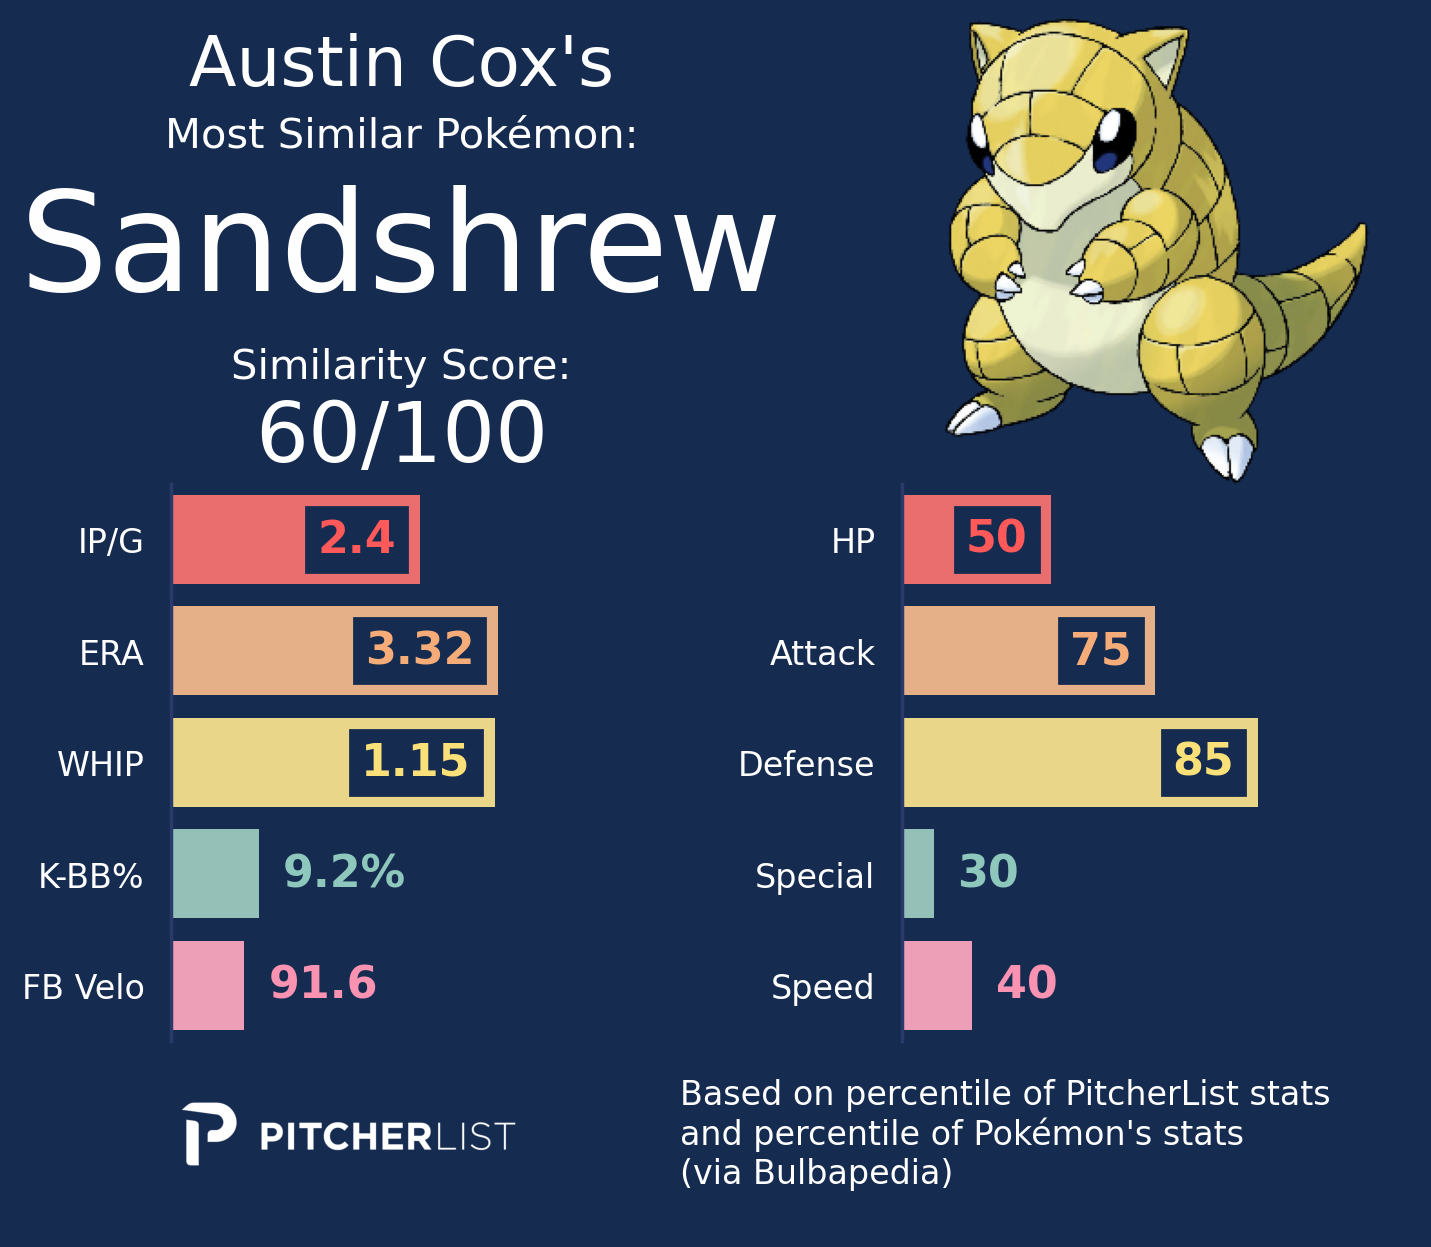 Austin Cox's
Most Similar Pokémon:
Sandshrew
Similarity Score:
60/100
IP/G 2.4
ERA 3.32
WHIP 1.15
K-BB% 9.2%
FB Velo 91.6
HP 50
Attack 75
Defense 85
Special 30
Speed 40
PITCHERLIST
Based on percentile of PitcherList stats
and percentile of Pokémon's stats
(via Bulbapedia)